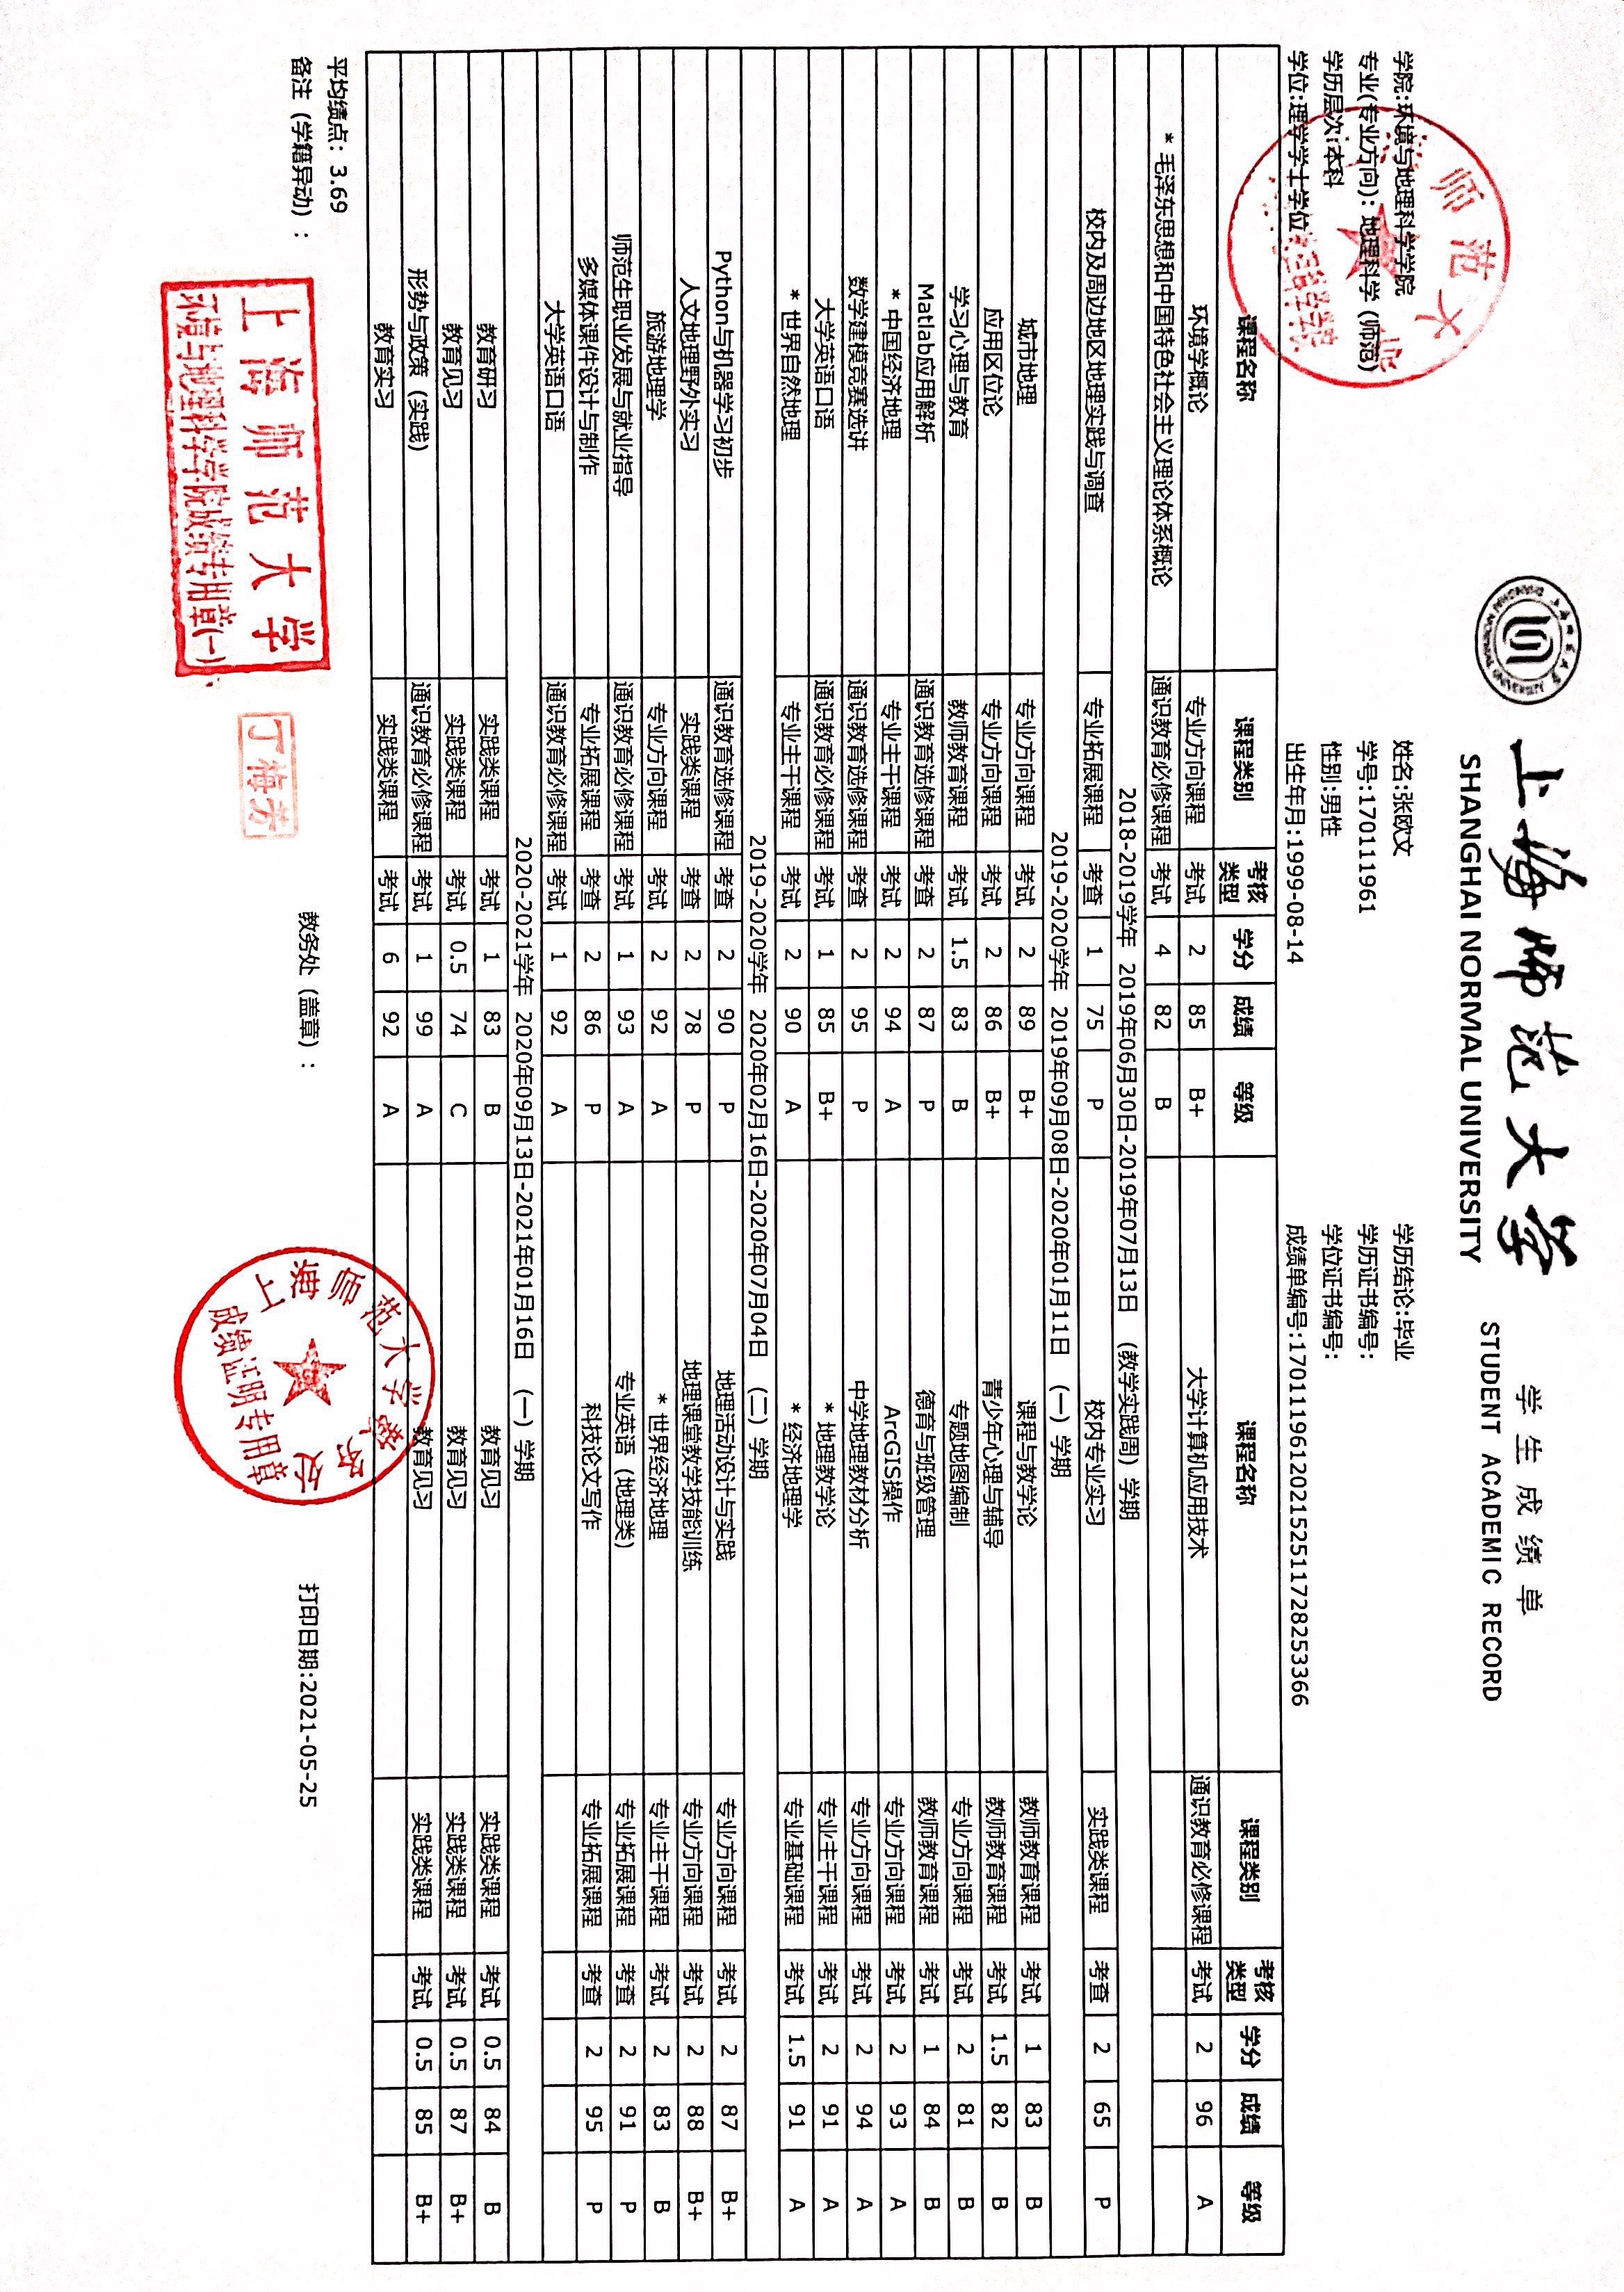 上海师范大学 学生成绩单
SHANGHAI NORMAL UNIVERSITY STUDENT ACADEMIC RECORD
学院:环境与地理科学学院 姓名:张欧文 学历结论:毕业
专业(专业方向):地理科学（师范） 学号:170111961 学历证书编号:
学历层次:本科 性别:男性 学位证书编号:
学位:理学学士学位 出生年月:1999-08-14 成绩单编号:1701119612021525117282533​66
课程名称 课程类别 考核类型 学分 成绩 等级 课程名称 课程类别 考核类型 学分 成绩 等级
环境学概论 专业方向课程 考试 2 85 B+ 大学计算机应用技术 通识教育必修课程 考试 2 96 A
* 毛泽东思想和中国特色社会主义理论体系概论 通识教育必修课程 考试 4 82 B
2018-2019学年 2019年06月30日-2019年07月13日 (教学实践周) 学期
校内及周边地区地理实践与调查 专业拓展课程 考查 1 75 P 校内专业实习 实践类课程 考查 2 65 P
2019-2020学年 2019年09月08日-2020年01月11日 (一) 学期
城市地理 专业方向课程 考试 2 89 B+ 课程与教学论 教师教育课程 考试 1 83 B
应用区位论 专业方向课程 考试 2 86 B+ 青少年心理与辅导 教师教育课程 考试 1.5 82 B
学习心理与教育 教师教育课程 考试 1.5 83 B 专题地图编制 专业方向课程 考试 2 81 B
Matlab应用解析 通识教育选修课程 考查 2 87 P 德育与班级管理 教师教育课程 考试 1 84 B
* 中国经济地理 专业主干课程 考试 2 94 A ArcGIS操作 专业方向课程 考试 2 93 A
数学建模竞赛选讲 通识教育选修课程 考查 2 95 P 中学地理教材分析 专业方向课程 考试 2 94 A
大学英语口语 通识教育必修课程 考试 1 85 B+ * 地理教学论 专业主干课程 考试 2 91 A
* 世界自然地理 专业主干课程 考试 2 90 A * 经济地理学 专业基础课程 考试 1.5 91 A
2019-2020学年 2020年02月16日-2020年07月04日 (二) 学期
Python与机器学习初步 通识教育选修课程 考查 2 90 P 地理活动设计与实践 专业方向课程 考试 2 87 B+
人文地理野外实习 实践类课程 考查 2 78 P 地理课堂教学技能训练 专业方向课程 考试 2 88 B+
旅游地理学 专业方向课程 考试 2 92 A * 世界经济地理 专业主干课程 考试 2 83 B
师范生职业发展与就业指导 通识教育必修课程 考试 1 93 A 专业英语（地理类） 专业拓展课程 考查 2 91 P
多媒体课件设计与制作 专业拓展课程 考查 2 86 P 科技论文写作 专业拓展课程 考查 2 95 P
大学英语口语 通识教育必修课程 考试 1 92 A
2020-2021学年 2020年09月13日-2021年01月16日 (一) 学期
教育研习 实践类课程 考试 1 83 B 教育见习 实践类课程 考试 0.5 84 B
教育见习 实践类课程 考试 0.5 74 C 教育见习 实践类课程 考试 0.5 87 B+
形势与政策（实践） 通识教育必修课程 考试 1 99 A 教育见习 实践类课程 考试 0.5 85 B+
教育实习 实践类课程 考试 6 92 A
平均绩点: 3.69
备注（学籍异动）: 教务处（盖章）: 打印日期:2021-05-25
上海师范大学
环境与地理科学学院成绩专用章(一)
上海师范大学教务处
成绩证明专用章